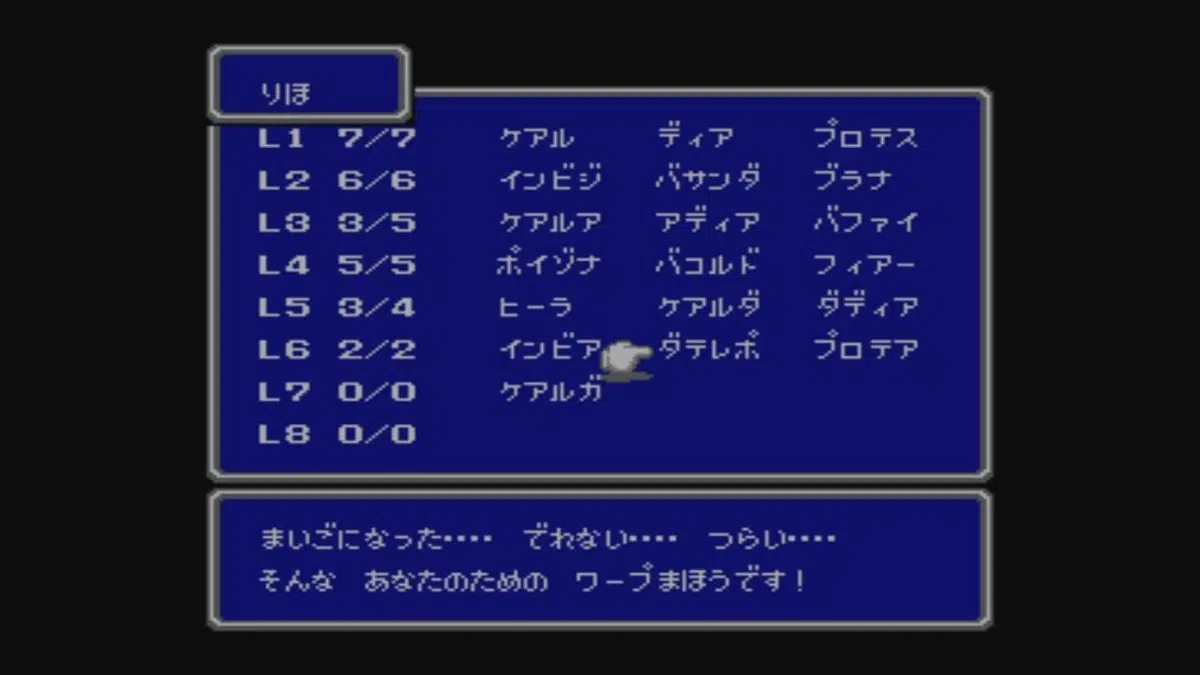 りほ
L1 7/7 ケアル ディア プロテス
L2 6/6 インビジ バサンダ ブラナ
L3 3/5 ケアルア アディア バファイ
L4 5/5 ポイゾナ バコルド フィアー
L5 3/4 ヒーラ ケアルダ ダディア
L6 2/2 インビア ダテレポ プロテア
L7 0/0 ケアルガ
L8 0/0
まいごになった‥‥ でれない‥‥ つらい‥‥
そんな あなたのための ワープまほうです!